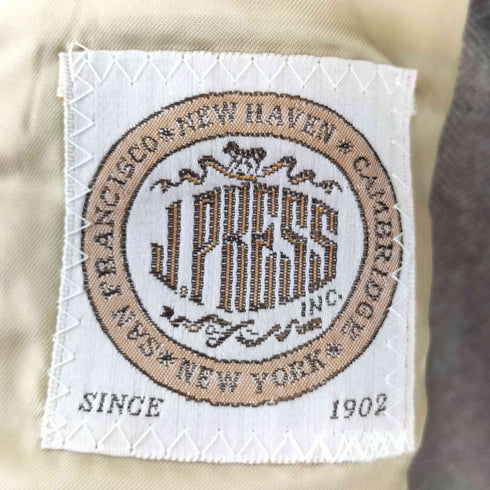 NEW HAVEN * CAMBRIDGE * NEW YORK * SAN FRANCISCO *
J.PRESS
INC.
SINCE 1902